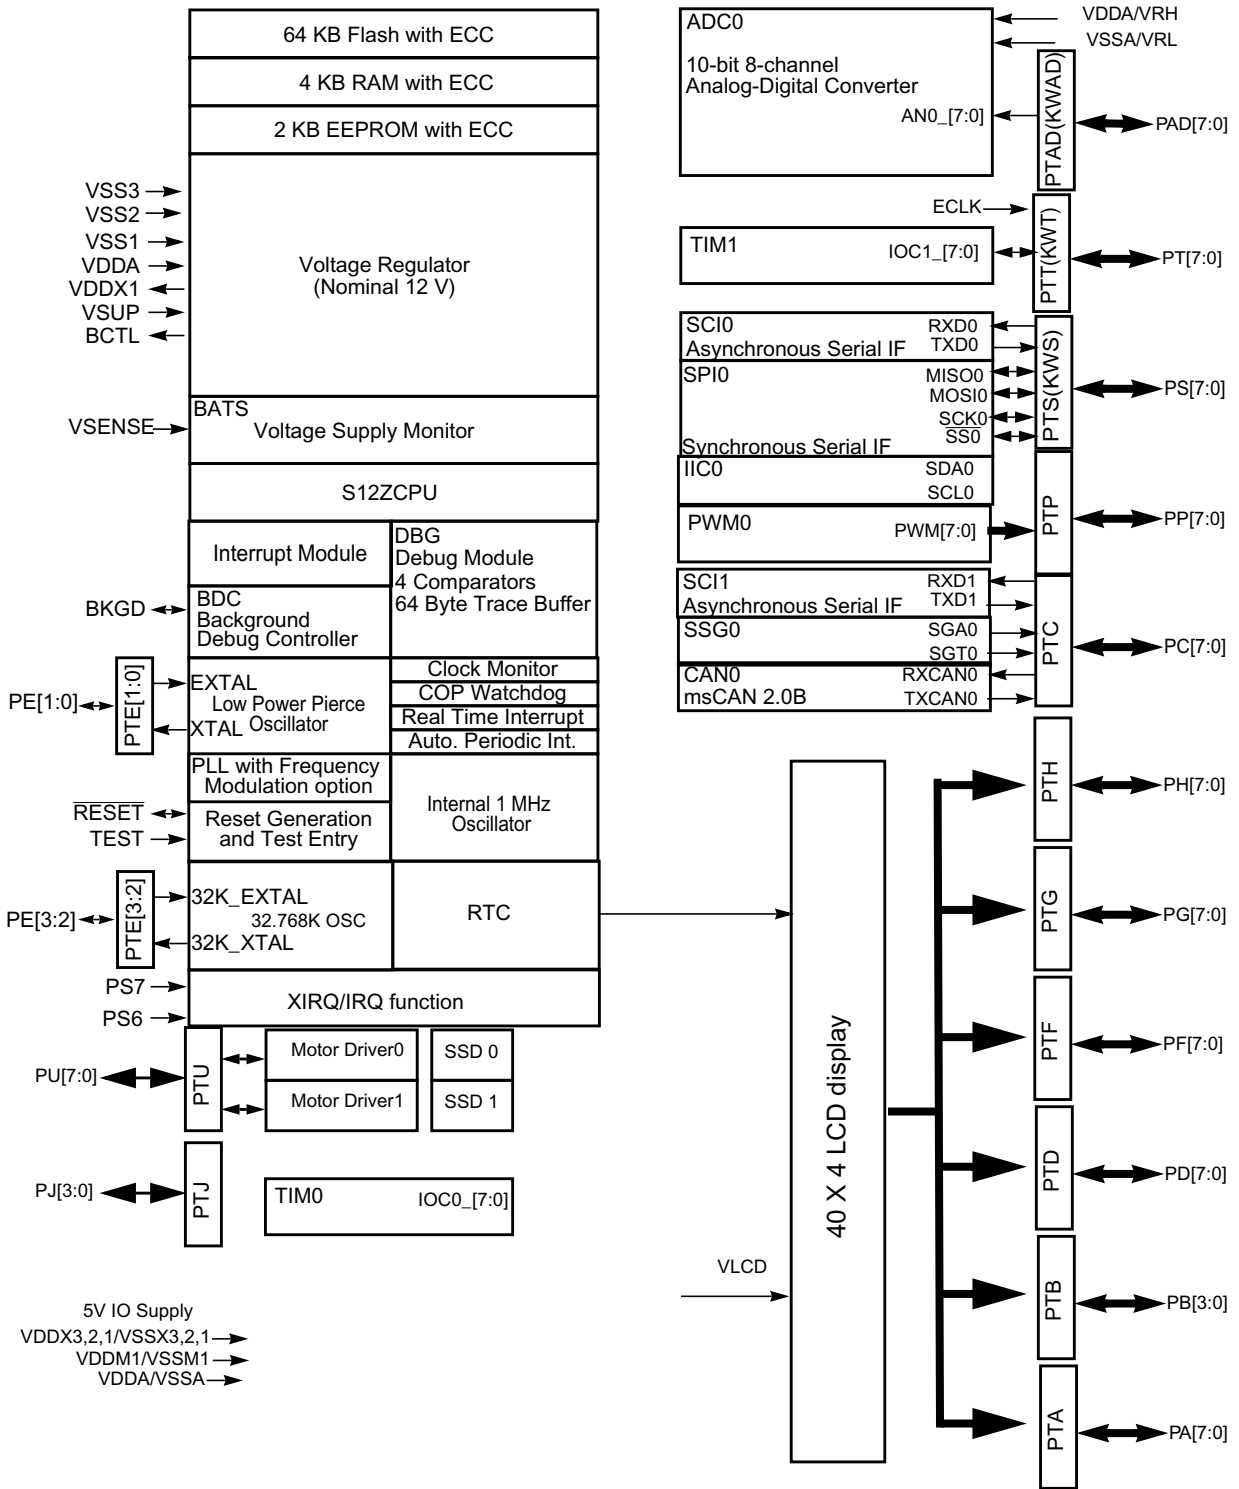 64 KB Flash with ECC
4 KB RAM with ECC
2 KB EEPROM with ECC
VSS3
VSS2
VSS1
VDDA
VDDX1
VSUP
BCTL
Voltage Regulator
(Nominal 12 V)
VSENSE
BATS
Voltage Supply Monitor
S12ZCPU
Interrupt Module
DBG
Debug Module
4 Comparators
64 Byte Trace Buffer
BKGD
BDC
Background
Debug Controller
PE[1:0]
PTE[1:0]
EXTAL
Low Power Pierce
Oscillator
XTAL
Clock Monitor
COP Watchdog
Real Time Interrupt
Auto. Periodic Int.
PLL with Frequency
Modulation option
RESET
TEST
Reset Generation
and Test Entry
Internal 1 MHz
Oscillator
PE[3:2]
PTE[3:2]
32K_EXTAL
32.768K OSC
32K_XTAL
RTC
PS7
PS6
XIRQ/IRQ function
PU[7:0]
PTU
Motor Driver0
SSD 0
Motor Driver1
SSD 1
PJ[3:0]
PTJ
TIM0
IOC0_[7:0]
5V IO Supply
VDDX3,2,1/VSSX3,2,1
VDDM1/VSSM1
VDDA/VSSA
ADC0
10-bit 8-channel
Analog-Digital Converter
AN0_[7:0]
VDDA/VRH
VSSA/VRL
PTAD(KWAD)
PAD[7:0]
ECLK
TIM1
IOC1_[7:0]
PTT(KWT)
PT[7:0]
SCI0
RXD0
TXD0
Asynchronous Serial IF
SPI0
MISO0
MOSI0
SCK0
SS0
Synchronous Serial IF
PTS(KWS)
PS[7:0]
IIC0
SDA0
SCL0
PWM0
PWM[7:0]
PTP
PP[7:0]
SCI1
RXD1
TXD1
Asynchronous Serial IF
SSG0
SGA0
SGT0
CAN0
RXCAN0
msCAN 2.0B
TXCAN0
PTC
PC[7:0]
40 X 4 LCD display
VLCD
PTH
PH[7:0]
PTG
PG[7:0]
PTF
PF[7:0]
PTD
PD[7:0]
PTB
PB[3:0]
PTA
PA[7:0]